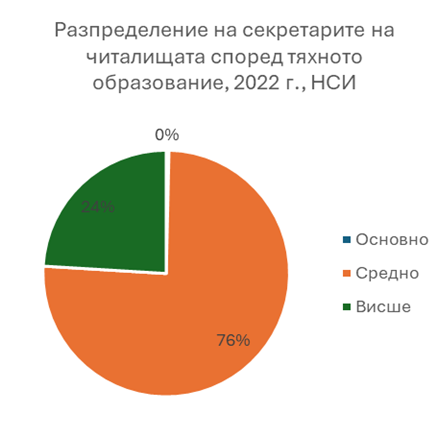 Разпределение на секретарите на
читалищата според тяхното
образование, 2022 г., НСИ
0%
24%
76%
Основно
Средно
Висше